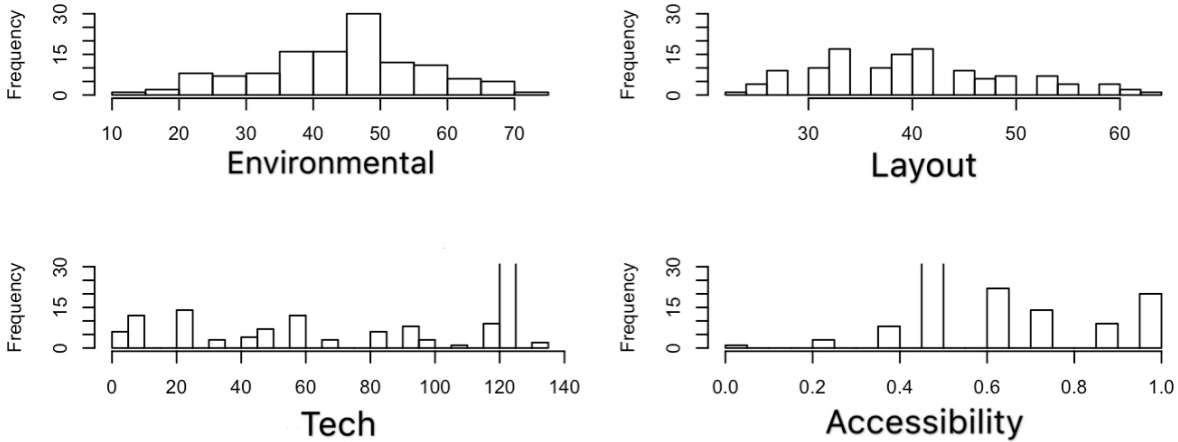 Frequency
0 15 30
10 20 30 40 50 60 70
Environmental
Frequency
0 15 30
30 40 50 60
Layout
Frequency
0 15 30
0 20 40 60 80 100 120 140
Tech
Frequency
0 15 30
0.0 0.2 0.4 0.6 0.8 1.0
Accessibility